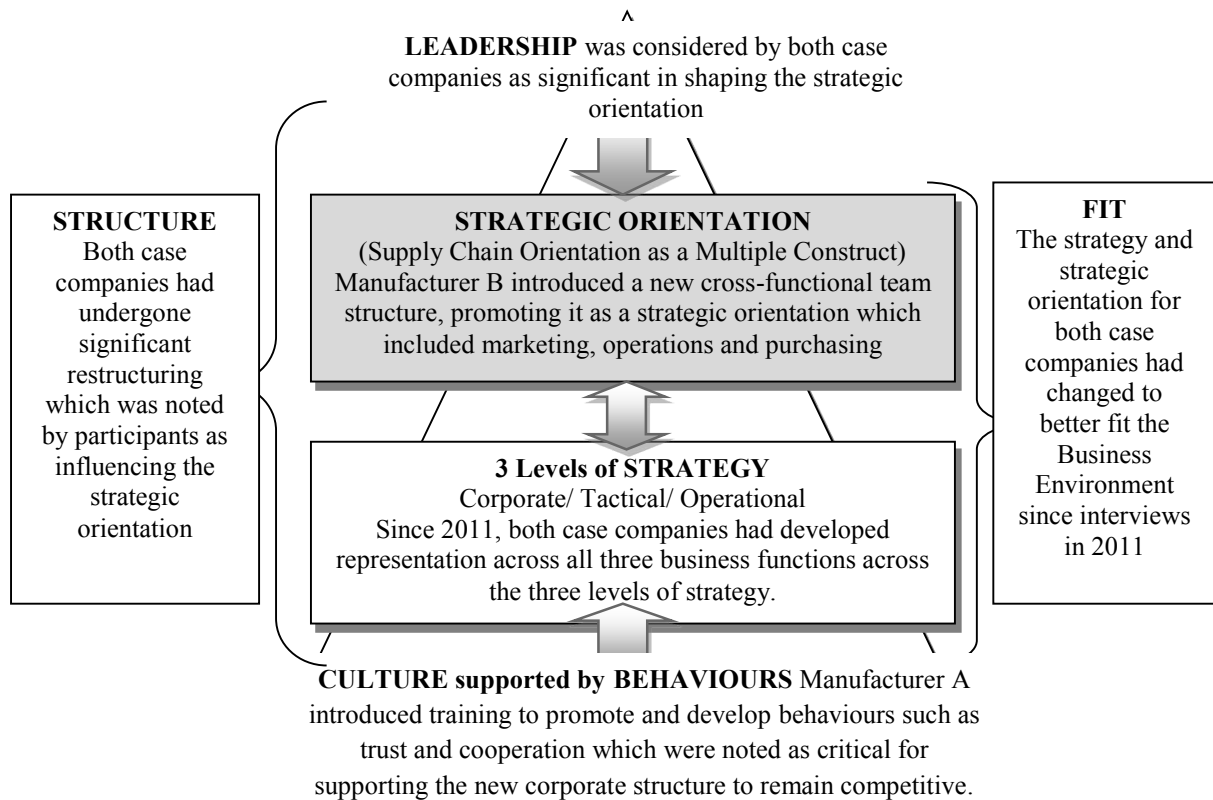 LEADERSHIP was considered by both case
companies as significant in shaping the strategic
orientation
STRUCTURE
Both case
companies had
undergone
significant
restructuring
which was noted
by participants as
influencing the
strategic
orientation
STRATEGIC ORIENTATION
(Supply Chain Orientation as a Multiple Construct)
Manufacturer B introduced a new cross-functional team
structure, promoting it as a strategic orientation which
included marketing, operations and purchasing
3 Levels of STRATEGY
Corporate/ Tactical/ Operational
Since 2011, both case companies had developed
representation across all three business functions across
the three levels of strategy.
FIT
The strategy and
strategic
orientation for
both case
companies had
changed to
better fit the
Business
Environment
since interviews
in 2011
CULTURE supported by BEHAVIOURS Manufacturer A
introduced training to promote and develop behaviours such as
trust and cooperation which were noted as critical for
supporting the new corporate structure to remain competitive.